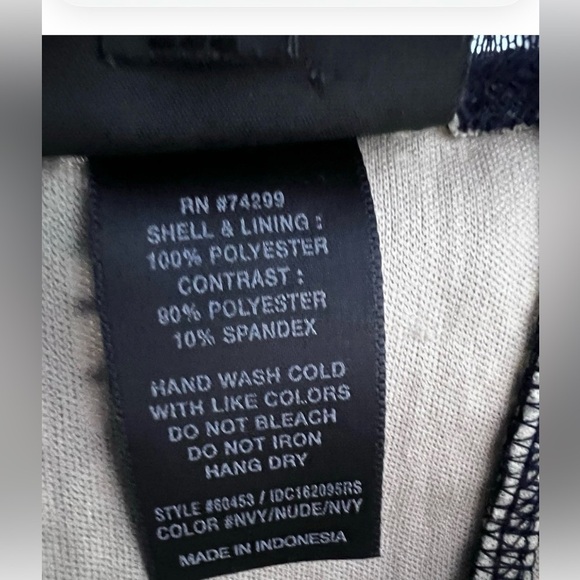 RN #74299
SHELL & LINING :
100% POLYESTER
CONTRAST :
90% POLYESTER
10% SPANDEX
HAND WASH COLD
WITH LIKE COLORS
DO NOT BLEACH
DO NOT IRON
HANG DRY
STYLE #60453 / IDC162095RS
COLOR #NVY/NUDE/NVY
MADE IN INDONESIA